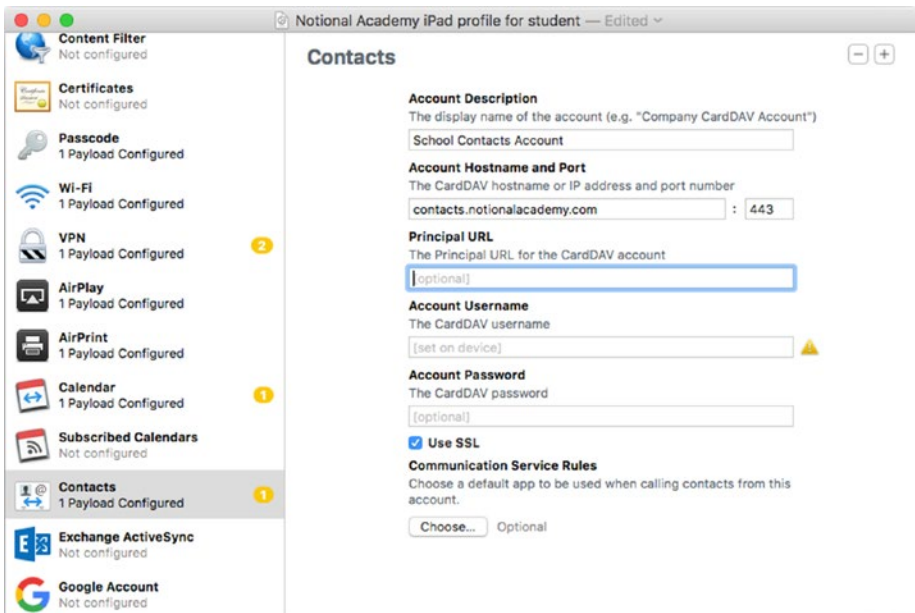 Notional Academy iPad profile for student — Edited
Content Filter
Not configured
Certificates
Not configured
Passcode
1 Payload Configured
Wi-Fi
1 Payload Configured
VPN
1 Payload Configured
2
AirPlay
1 Payload Configured
AirPrint
1 Payload Configured
Calendar
1 Payload Configured
1
Subscribed Calendars
Not configured
Contacts
1 Payload Configured
1
Exchange ActiveSync
Not configured
Google Account
Not configured
Contacts
Account Description
The display name of the account (e.g. "Company CardDAV Account")
School Contacts Account
Account Hostname and Port
The CardDAV hostname or IP address and port number
contacts.notionalacademy.com : 443
Principal URL
The Principal URL for the CardDAV account
[optional]
Account Username
The CardDAV username
[set on device]
Account Password
The CardDAV password
[optional]
Use SSL
Communication Service Rules
Choose a default app to be used when calling contacts from this
account.
Choose... Optional